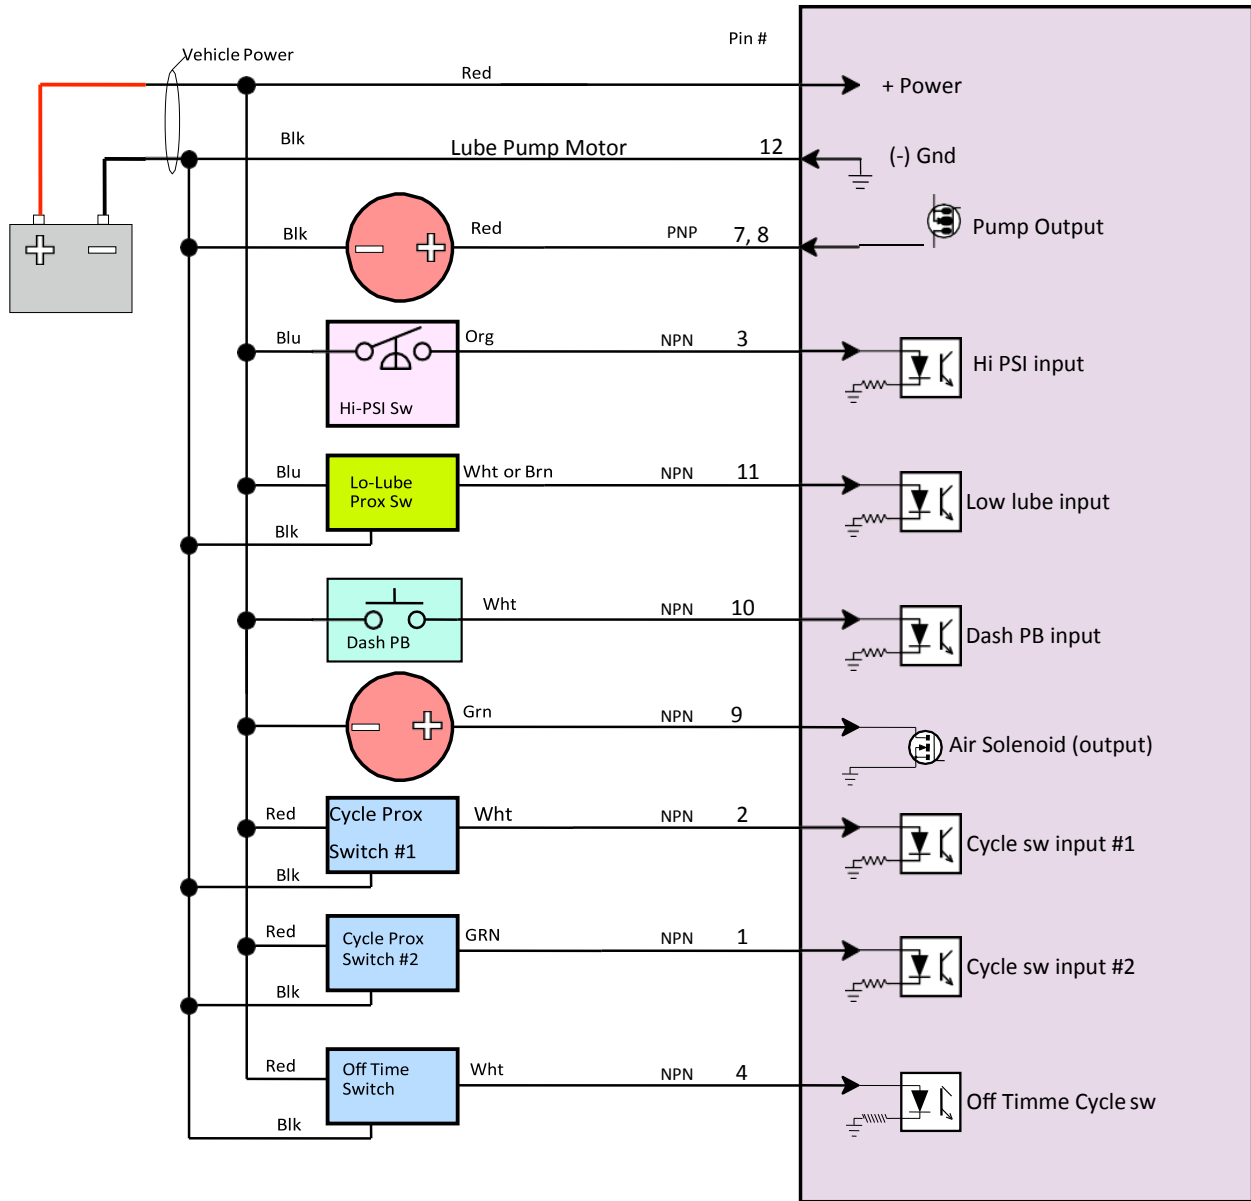 Pin #
Vehicle Power
Red
+ Power
Blk
Lube Pump Motor
12
(-) Gnd
Blk
Red
PNP
7, 8
Pump Output
Blu
Org
NPN
3
Hi PSI input
Hi-PSI Sw
Blu
Lo-Lube
Prox Sw
Wht or Brn
NPN
11
Low lube input
Blk
Wht
NPN
10
Dash PB input
Dash PB
Grn
NPN
9
Air Solenoid (output)
Red
Cycle Prox
Switch #1
Wht
NPN
2
Cycle sw input #1
Blk
Red
Cycle Prox
Switch #2
GRN
NPN
1
Cycle sw input #2
Blk
Red
Off Time
Switch
Wht
NPN
4
Off Timme Cycle sw
Blk